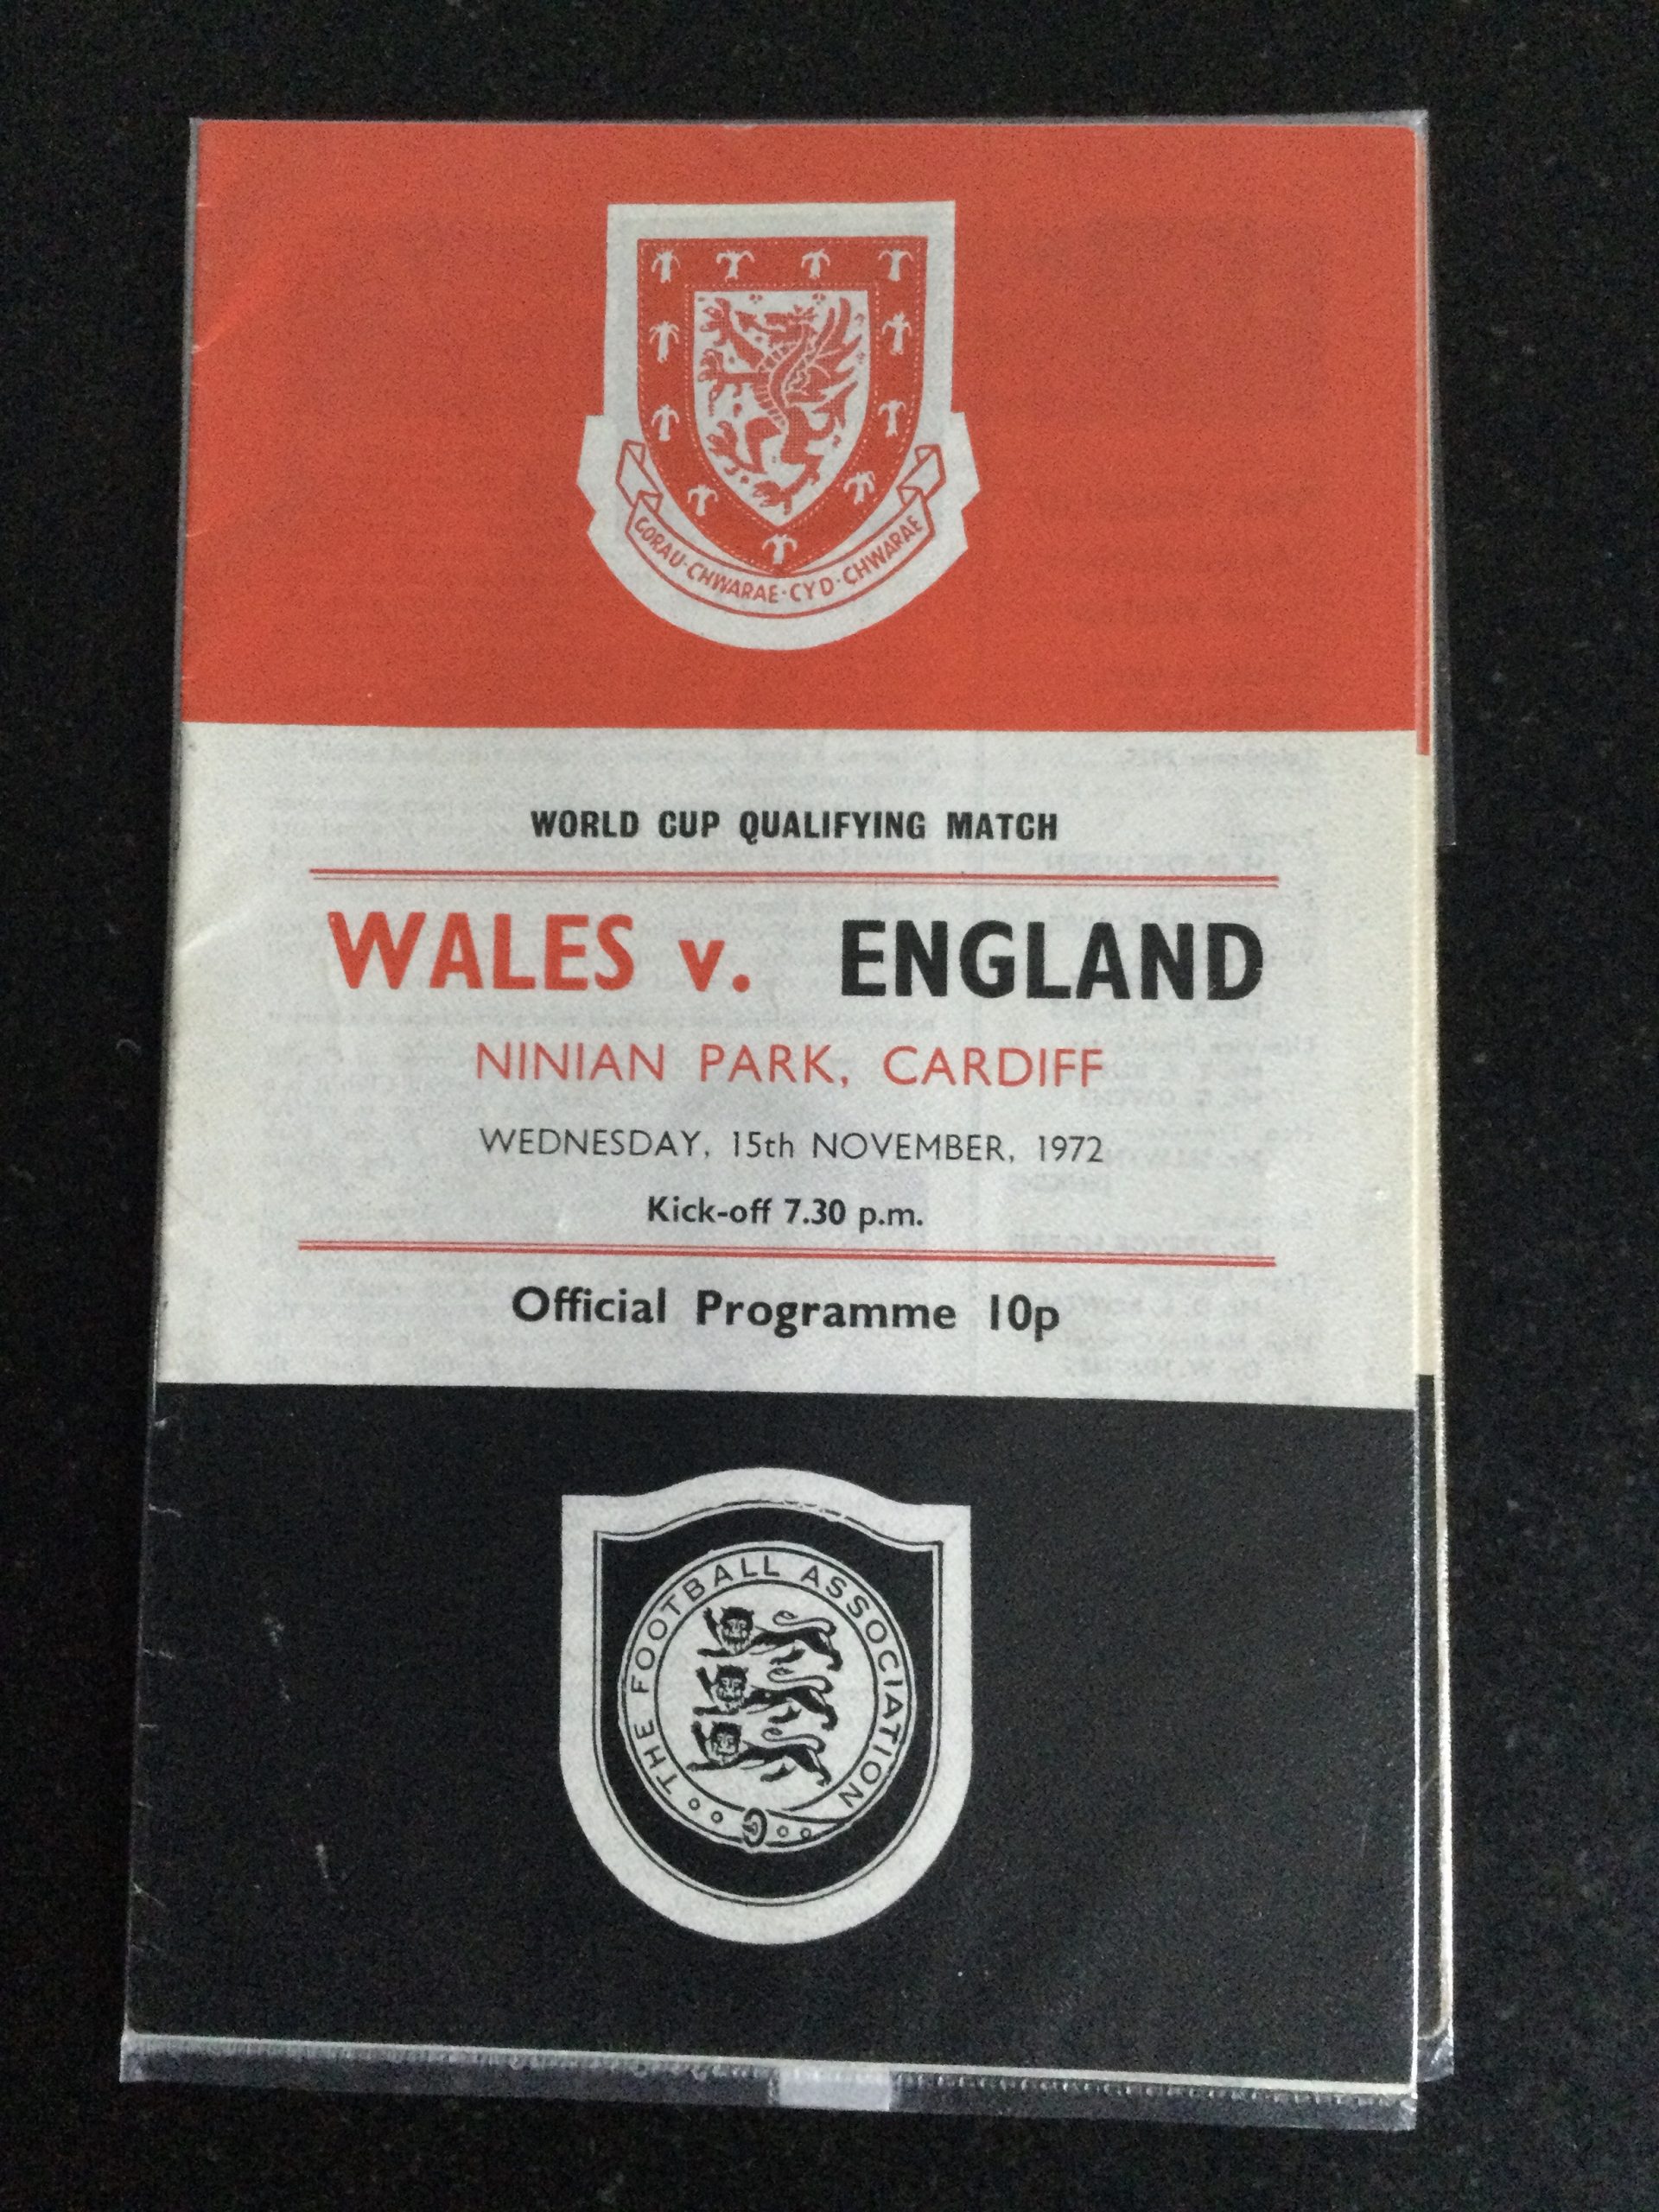 GORAU·CHWARAE·CYD·CHWARAE
WORLD CUP QUALIFYING MATCH
WALES v. ENGLAND
NINIAN PARK, CARDIFF
WEDNESDAY, 15th NOVEMBER, 1972
Kick-off 7.30 p.m.
Official Programme 10p
THE FOOTBALL ASSOCIATION